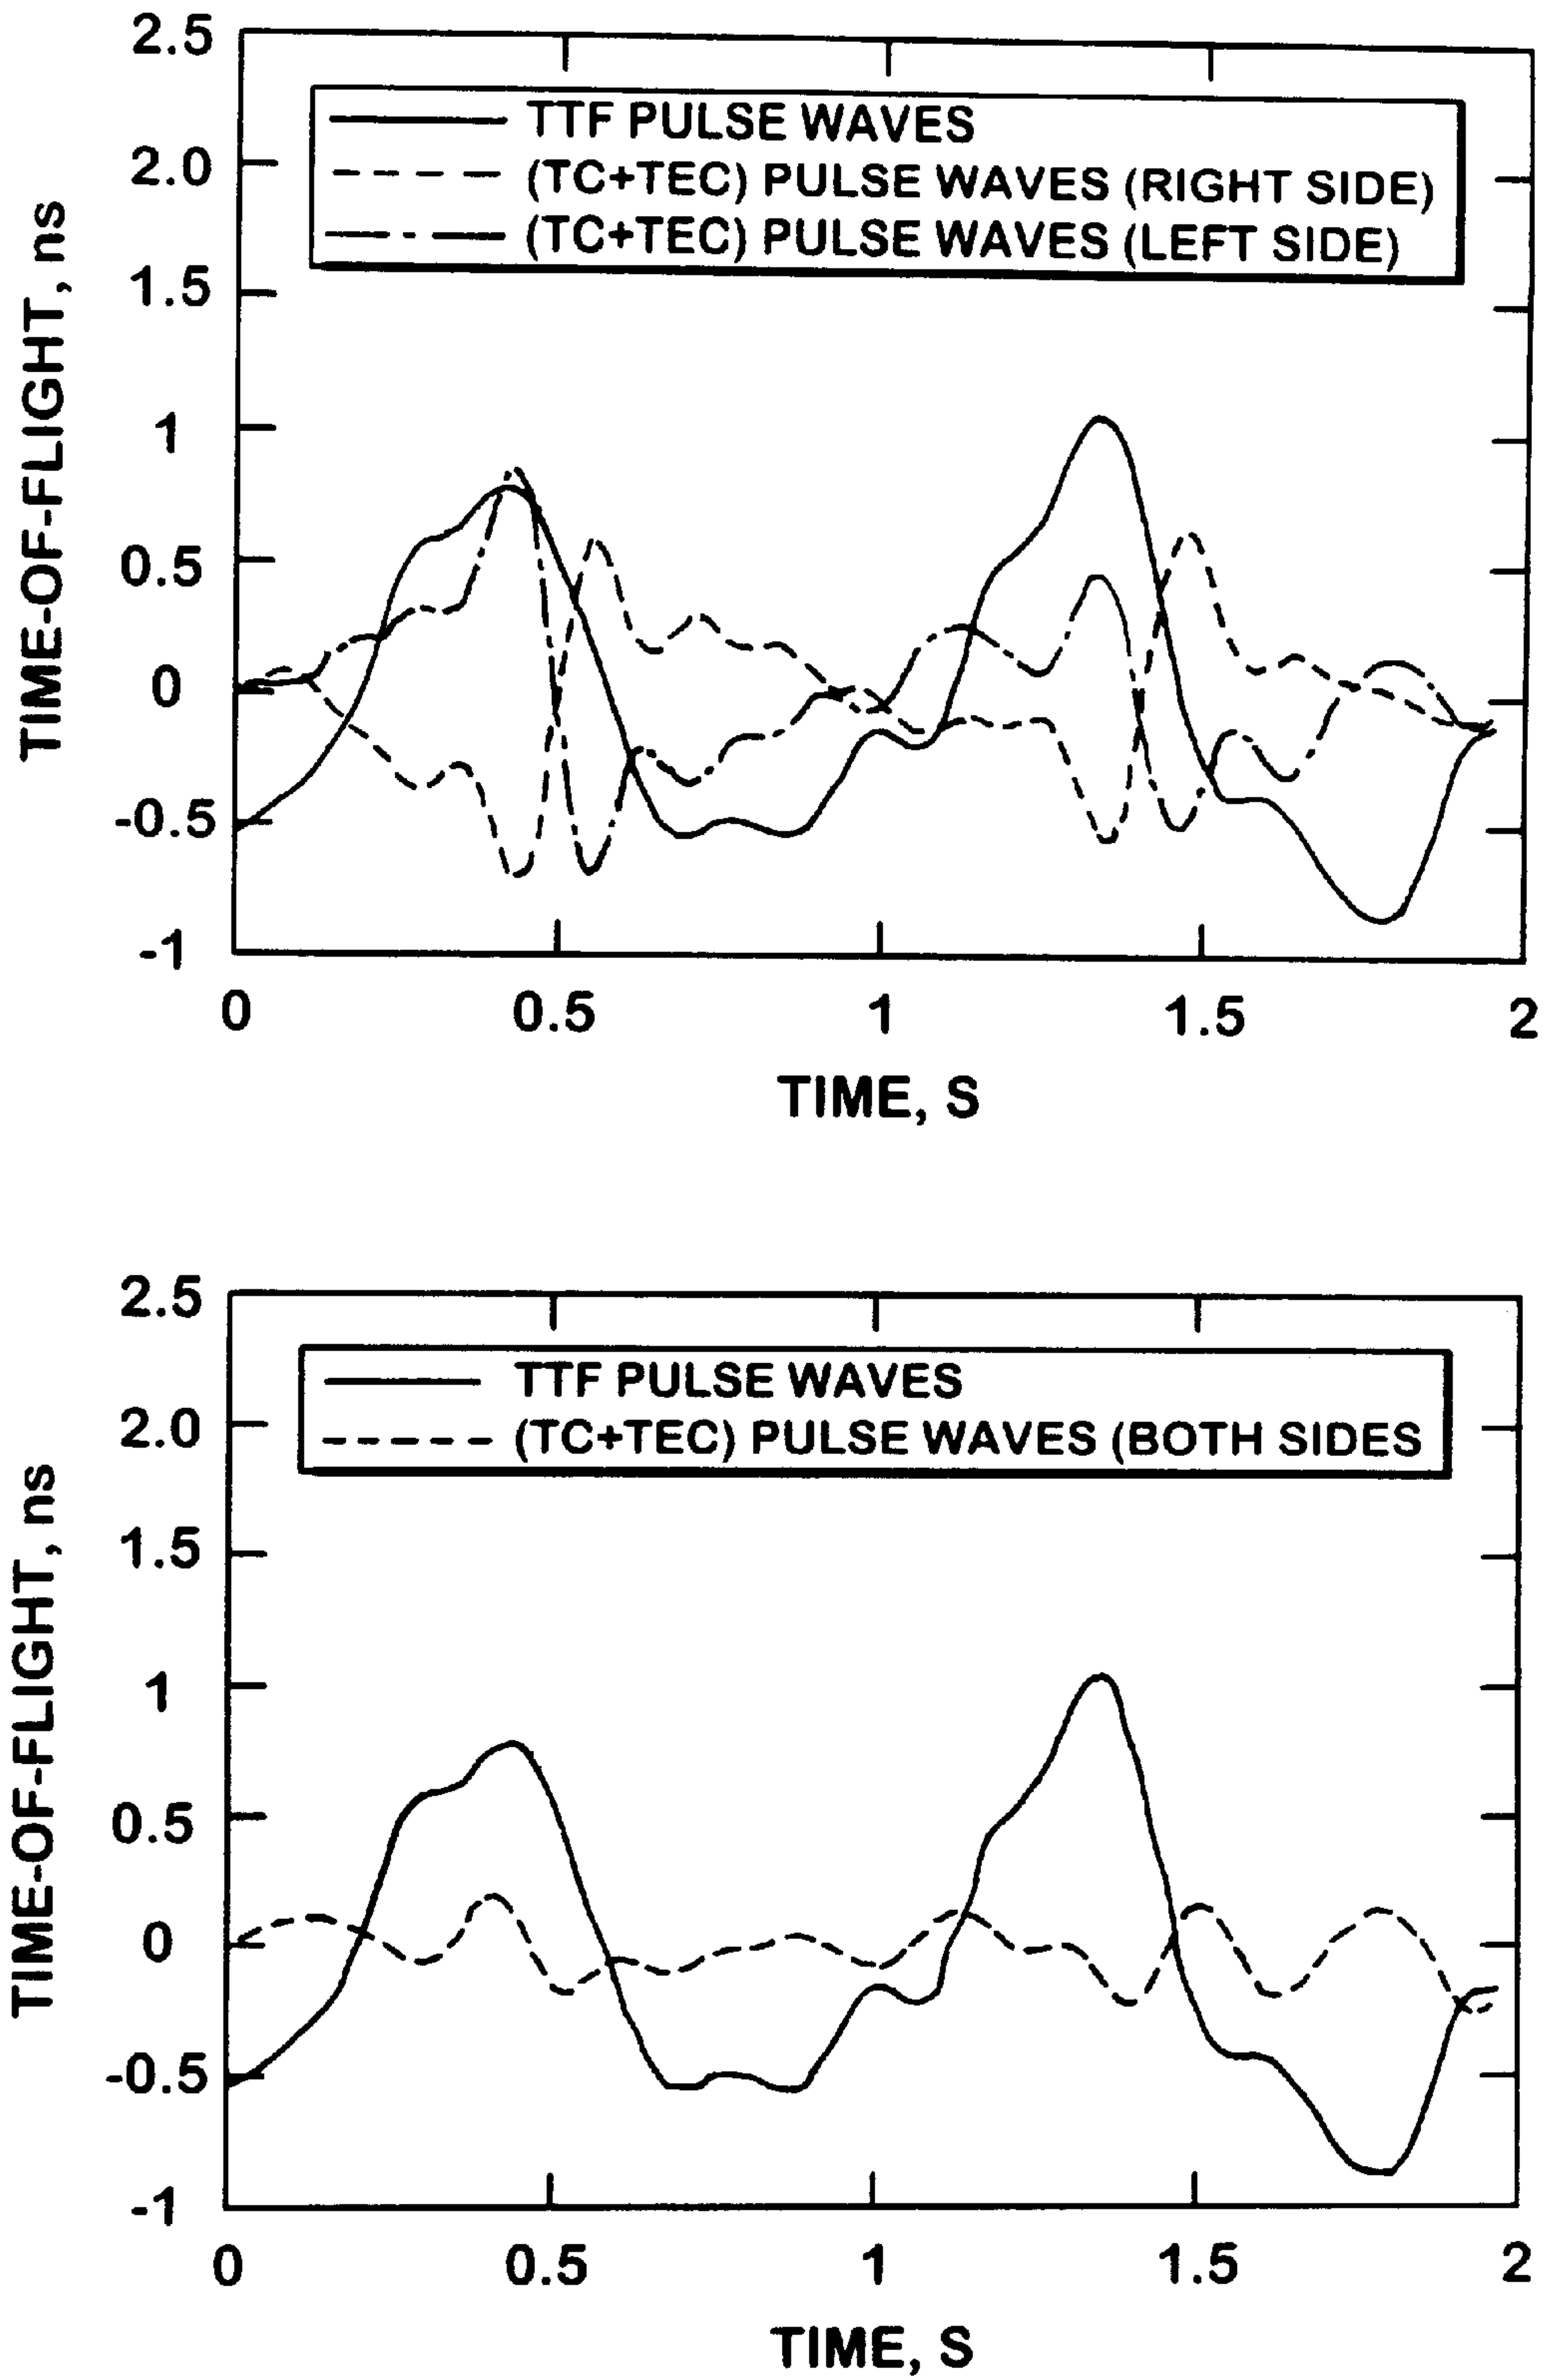 2.5
2.0
1.5
1
0.5
0
-0.5
-1
TIME-OF-FLIGHT, ns
TTF PULSE WAVES
(TC+TEC) PULSE WAVES (RIGHT SIDE)
(TC+TEC) PULSE WAVES (LEFT SIDE)
0 0.5 1 1.5 2
TIME, S
2.5
2.0
1.5
1
0.5
0
-0.5
-1
TIME-OF-FLIGHT, ns
TTF PULSE WAVES
(TC+TEC) PULSE WAVES (BOTH SIDES
0 0.5 1 1.5 2
TIME, S